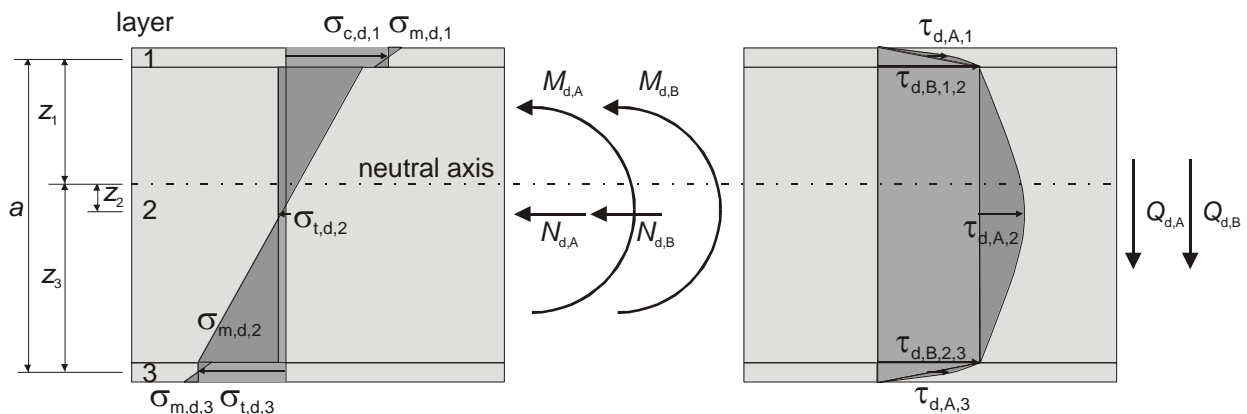 layer
σc,d,1 σm,d,1
1
2
3
z1
z2
z3
a
neutral axis
σt,d,2
σm,d,2
σm,d,3 σt,d,3
Md,A Md,B
Nd,A Nd,B
τd,A,1
τd,B,1,2
τd,A,2
τd,B,2,3
τd,A,3
Qd,A Qd,B